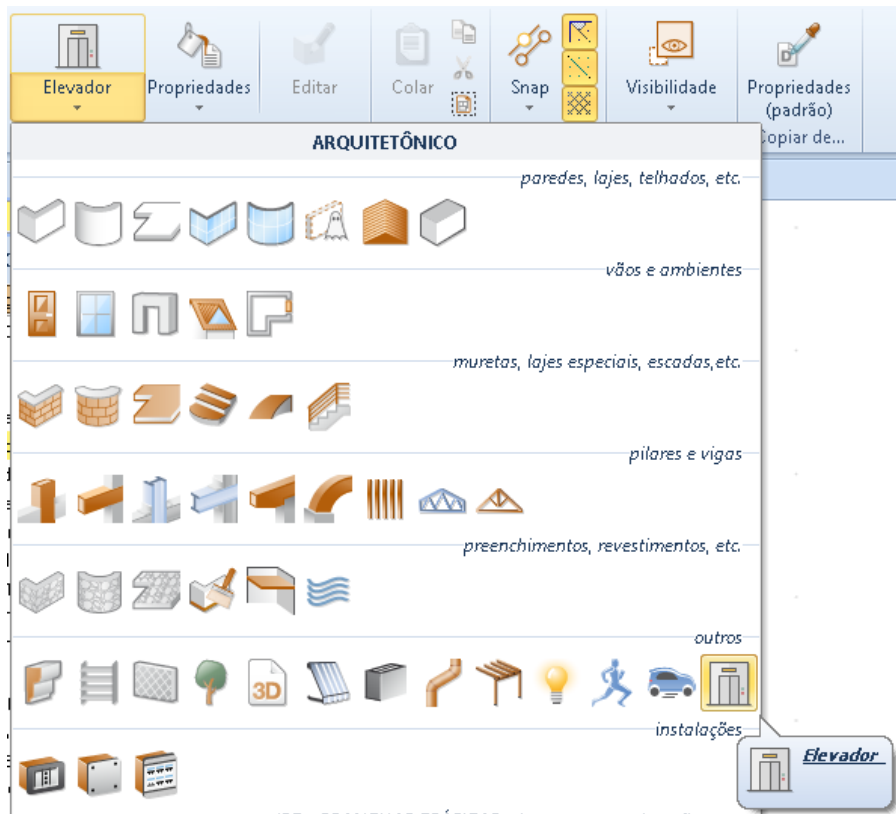 Elevador
Propriedades
Editar
Colar
Snap
Visibilidade
Propriedades
(padrão)
Copiar de...
ARQUITETÔNICO
paredes, lajes, telhados, etc.
vãos e ambientes
muretas, lajes especiais, escadas,etc.
pilares e vigas
preenchimentos, revestimentos, etc.
outros
3D
instalações
Elevador